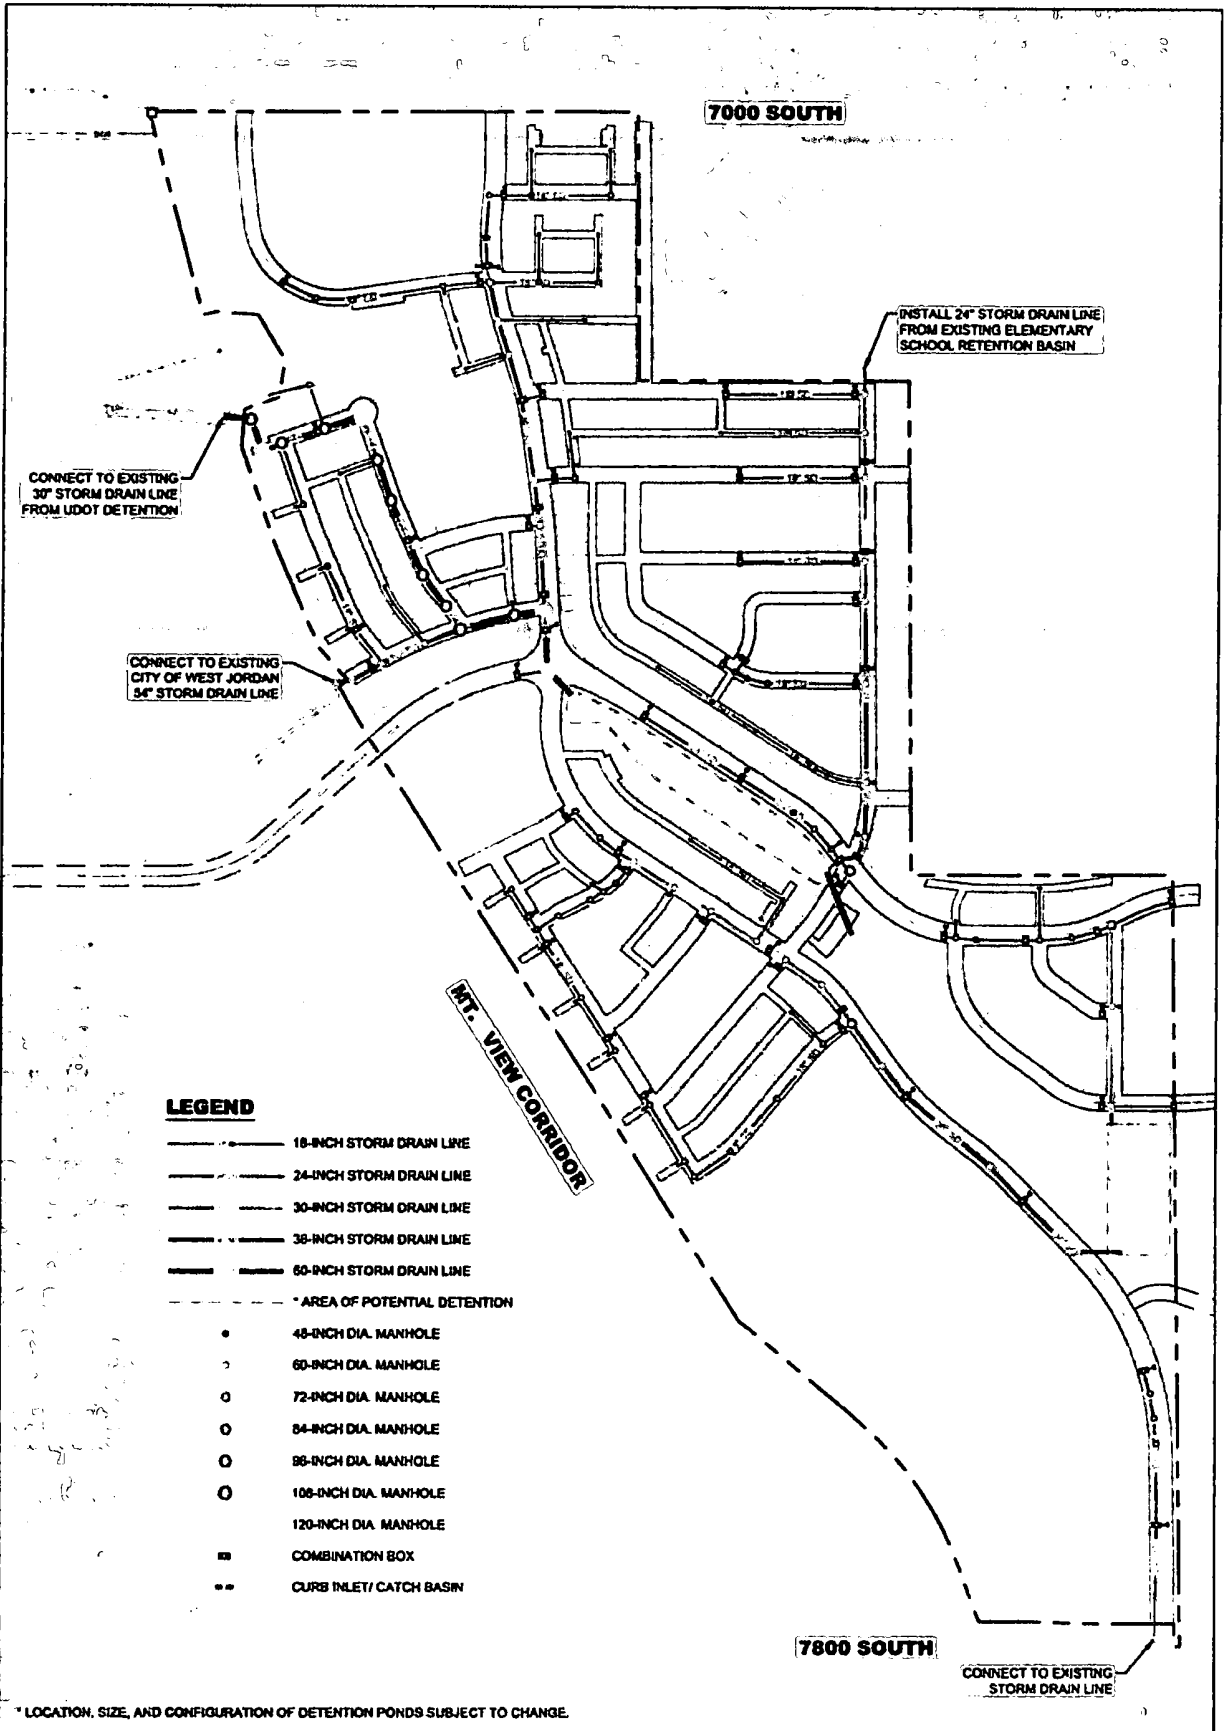 7000 SOUTH
INSTALL 24" STORM DRAIN LINE
FROM EXISTING ELEMENTARY
SCHOOL RETENTION BASIN
CONNECT TO EXISTING
30" STORM DRAIN LINE
FROM UDOT DETENTION
CONNECT TO EXISTING
CITY OF WEST JORDAN
54" STORM DRAIN LINE
MT. VIEW CORRIDOR
LEGEND
18-INCH STORM DRAIN LINE
24-INCH STORM DRAIN LINE
30-INCH STORM DRAIN LINE
36-INCH STORM DRAIN LINE
60-INCH STORM DRAIN LINE
* AREA OF POTENTIAL DETENTION
48-INCH DIA. MANHOLE
60-INCH DIA. MANHOLE
72-INCH DIA. MANHOLE
84-INCH DIA. MANHOLE
96-INCH DIA. MANHOLE
108-INCH DIA. MANHOLE
120-INCH DIA. MANHOLE
COMBINATION BOX
CURB INLET/ CATCH BASIN
7800 SOUTH
CONNECT TO EXISTING
STORM DRAIN LINE
* LOCATION, SIZE, AND CONFIGURATION OF DETENTION PONDS SUBJECT TO CHANGE.